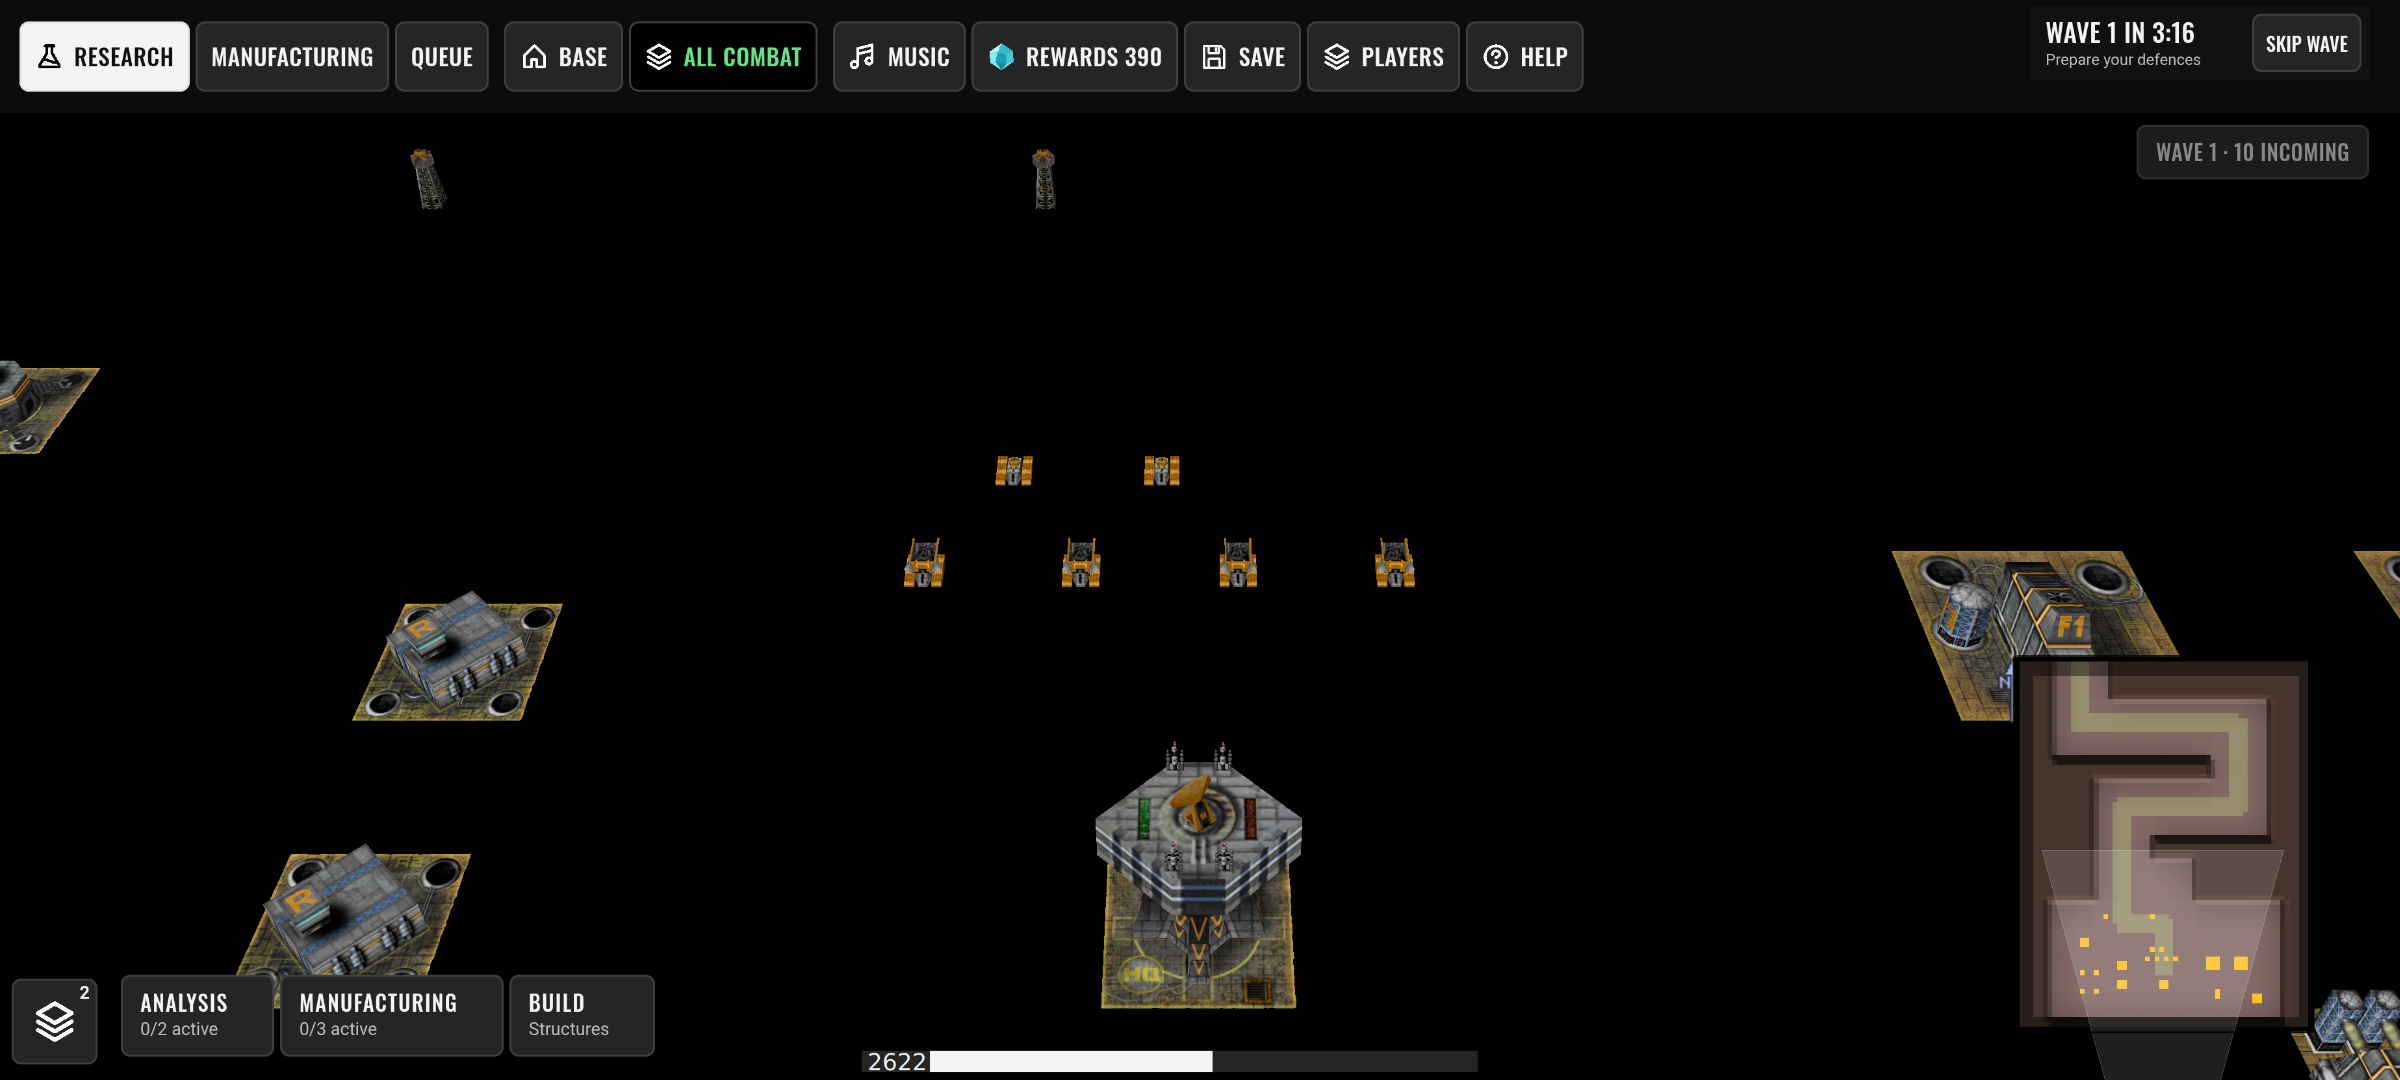 RESEARCH
MANUFACTURING
QUEUE
BASE
ALL COMBAT
MUSIC
REWARDS 390
SAVE
PLAYERS
HELP
WAVE 1 IN 3:16
Prepare your defences
SKIP WAVE
WAVE 1 · 10 INCOMING
R
F1
N
R
HQ
2
ANALYSIS
0/2 active
MANUFACTURING
0/3 active
BUILD
Structures
2622